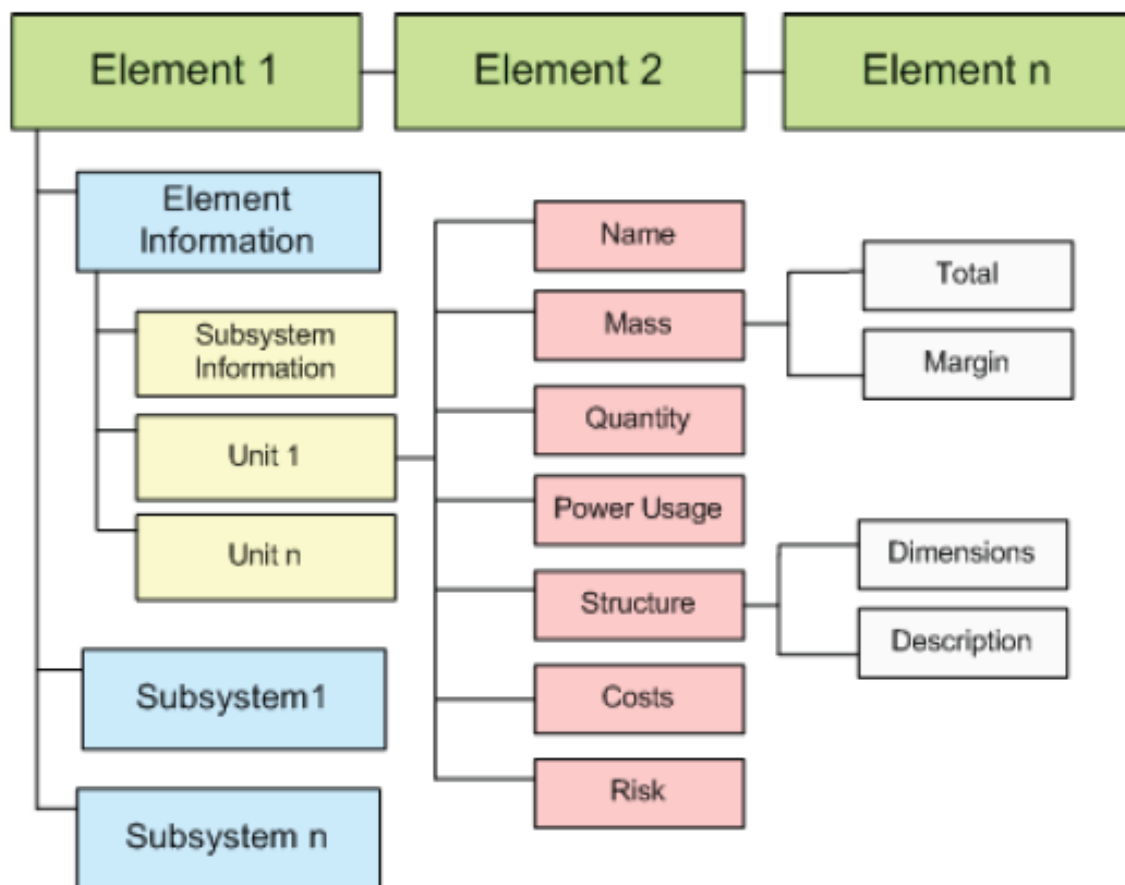 Element 1
Element 2
Element n
Element
Information
Subsystem
Information
Unit 1
Unit n
Subsystem1
Subsystem n
Name
Mass
Quantity
Power Usage
Structure
Costs
Risk
Total
Margin
Dimensions
Description